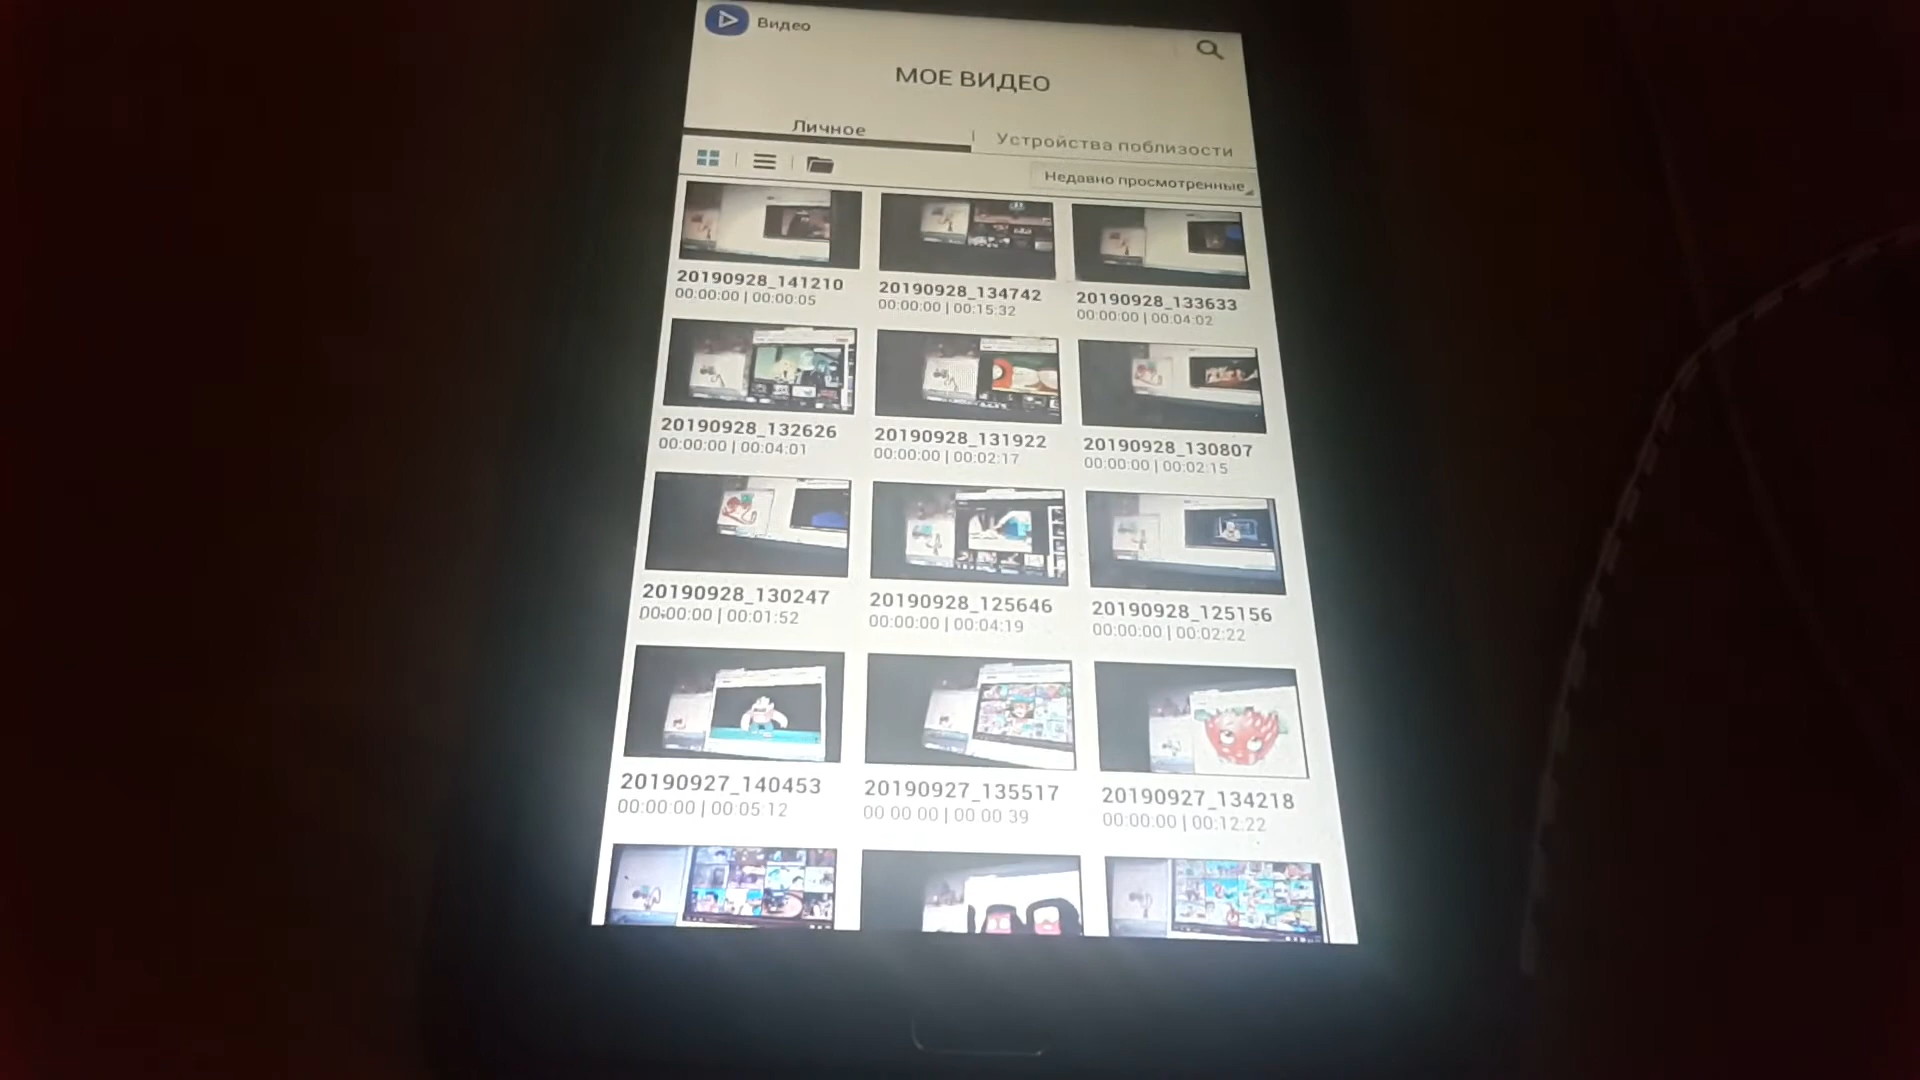 Видео
МОЕ ВИДЕО
Личное
Устройства поблизости
Недавно просмотренные
20190928_141210
00:00:00 | 00:00:05
20190928_134742
00:00:00 | 00:15:32
20190928_133633
00:00:00 | 00:04:02
20190928_132626
00:00:00 | 00:04:01
20190928_131922
00:00:00 | 00:02:17
20190928_130807
00:00:00 | 00:02:15
20190928_130247
00:00:00 | 00:01:52
20190928_125646
00:00:00 | 00:04:19
20190928_125156
00:00:00 | 00:02:22
20190927_140453
00:00:00 | 00:05:12
20190927_135517
00:00:00 | 00:00:39
20190927_134218
00:00:00 | 00:12:22